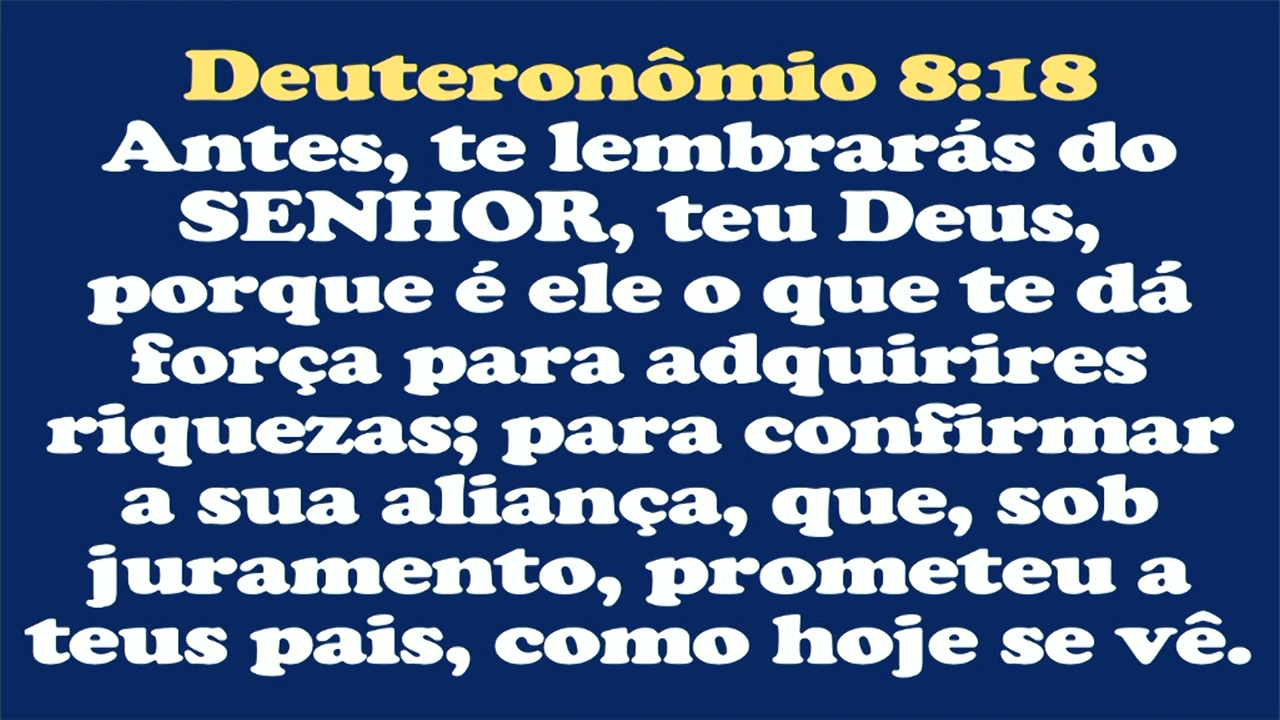 Deuteronômio 8:18
Antes, te lembrarás do
SENHOR, teu Deus,
porque é ele o que te dá
força para adquirires
riquezas; para confirmar
a sua aliança, que, sob
juramento, prometeu a
teus pais, como hoje se vê.